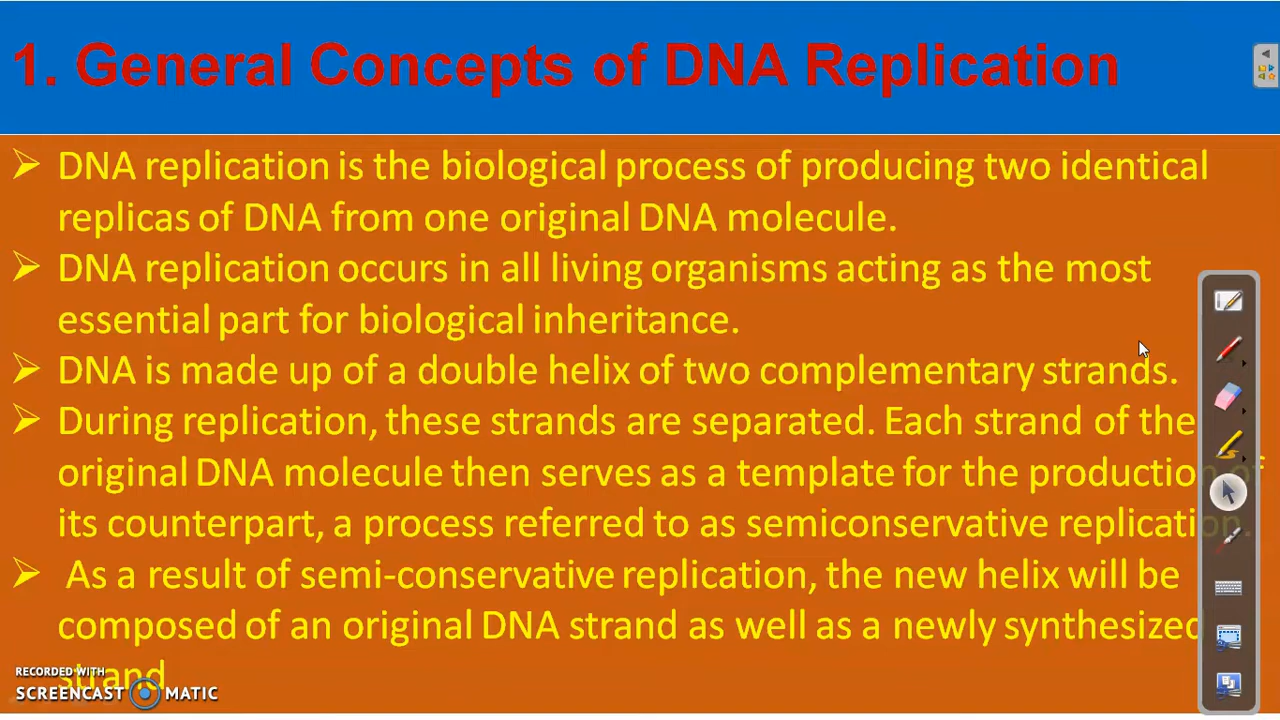 1. General Concepts of DNA Replication
➢ DNA replication is the biological process of producing two identical
replicas of DNA from one original DNA molecule.
➢ DNA replication occurs in all living organisms acting as the most
essential part for biological inheritance.
➢ DNA is made up of a double helix of two complementary strands.
➢ During replication, these strands are separated. Each strand of the
original DNA molecule then serves as a template for the production of
its counterpart, a process referred to as semiconservative replication.
➢ As a result of semi-conservative replication, the new helix will be
composed of an original DNA strand as well as a newly synthesized
strand
RECORDED WITH
SCREENCAST MATIC